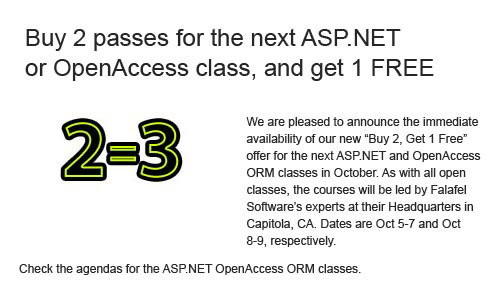 Buy 2 passes for the next ASP.NET
or OpenAccess class, and get 1 FREE
2=3
We are pleased to announce the immediate
availability of our new “Buy 2, Get 1 Free”
offer for the next ASP.NET and OpenAccess
ORM classes in October. As with all open
classes, the courses will be led by Falafel
Software’s experts at their Headquarters in
Capitola, CA. Dates are Oct 5-7 and Oct
8-9, respectively.
Check the agendas for the ASP.NET OpenAccess ORM classes.